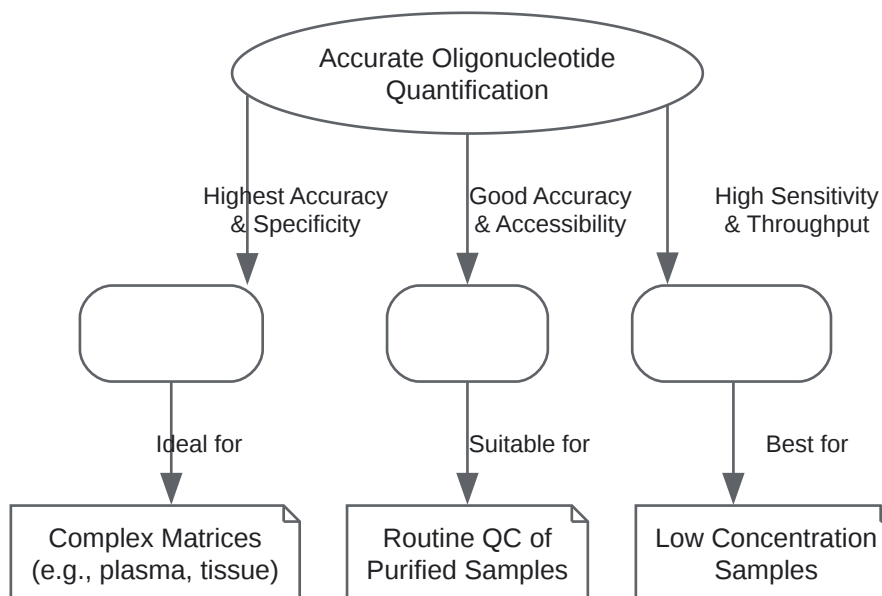 Accurate Oligonucleotide
Quantification
Highest Accuracy
& Specificity
Good Accuracy
& Accessibility
High Sensitivity
& Throughput
Ideal for
Suitable for
Best for
Complex Matrices
(e.g., plasma, tissue)
Routine QC of
Purified Samples
Low Concentration
Samples